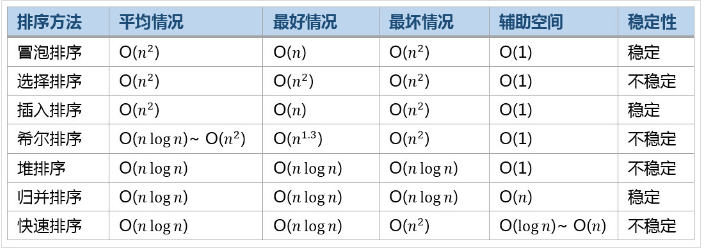 排序方法 平均情况 最好情况 最坏情况 辅助空间 稳定性
冒泡排序 O(n²) O(n) O(n²) O(1) 稳定
选择排序 O(n²) O(n²) O(n²) O(1) 不稳定
插入排序 O(n²) O(n) O(n²) O(1) 稳定
希尔排序 O(n log n)~ O(n²) O(n¹·³) O(n²) O(1) 不稳定
堆排序 O(n log n) O(n log n) O(n log n) O(1) 不稳定
归并排序 O(n log n) O(n log n) O(n log n) O(n) 稳定
快速排序 O(n log n) O(n log n) O(n²) O(log n)~ O(n) 不稳定